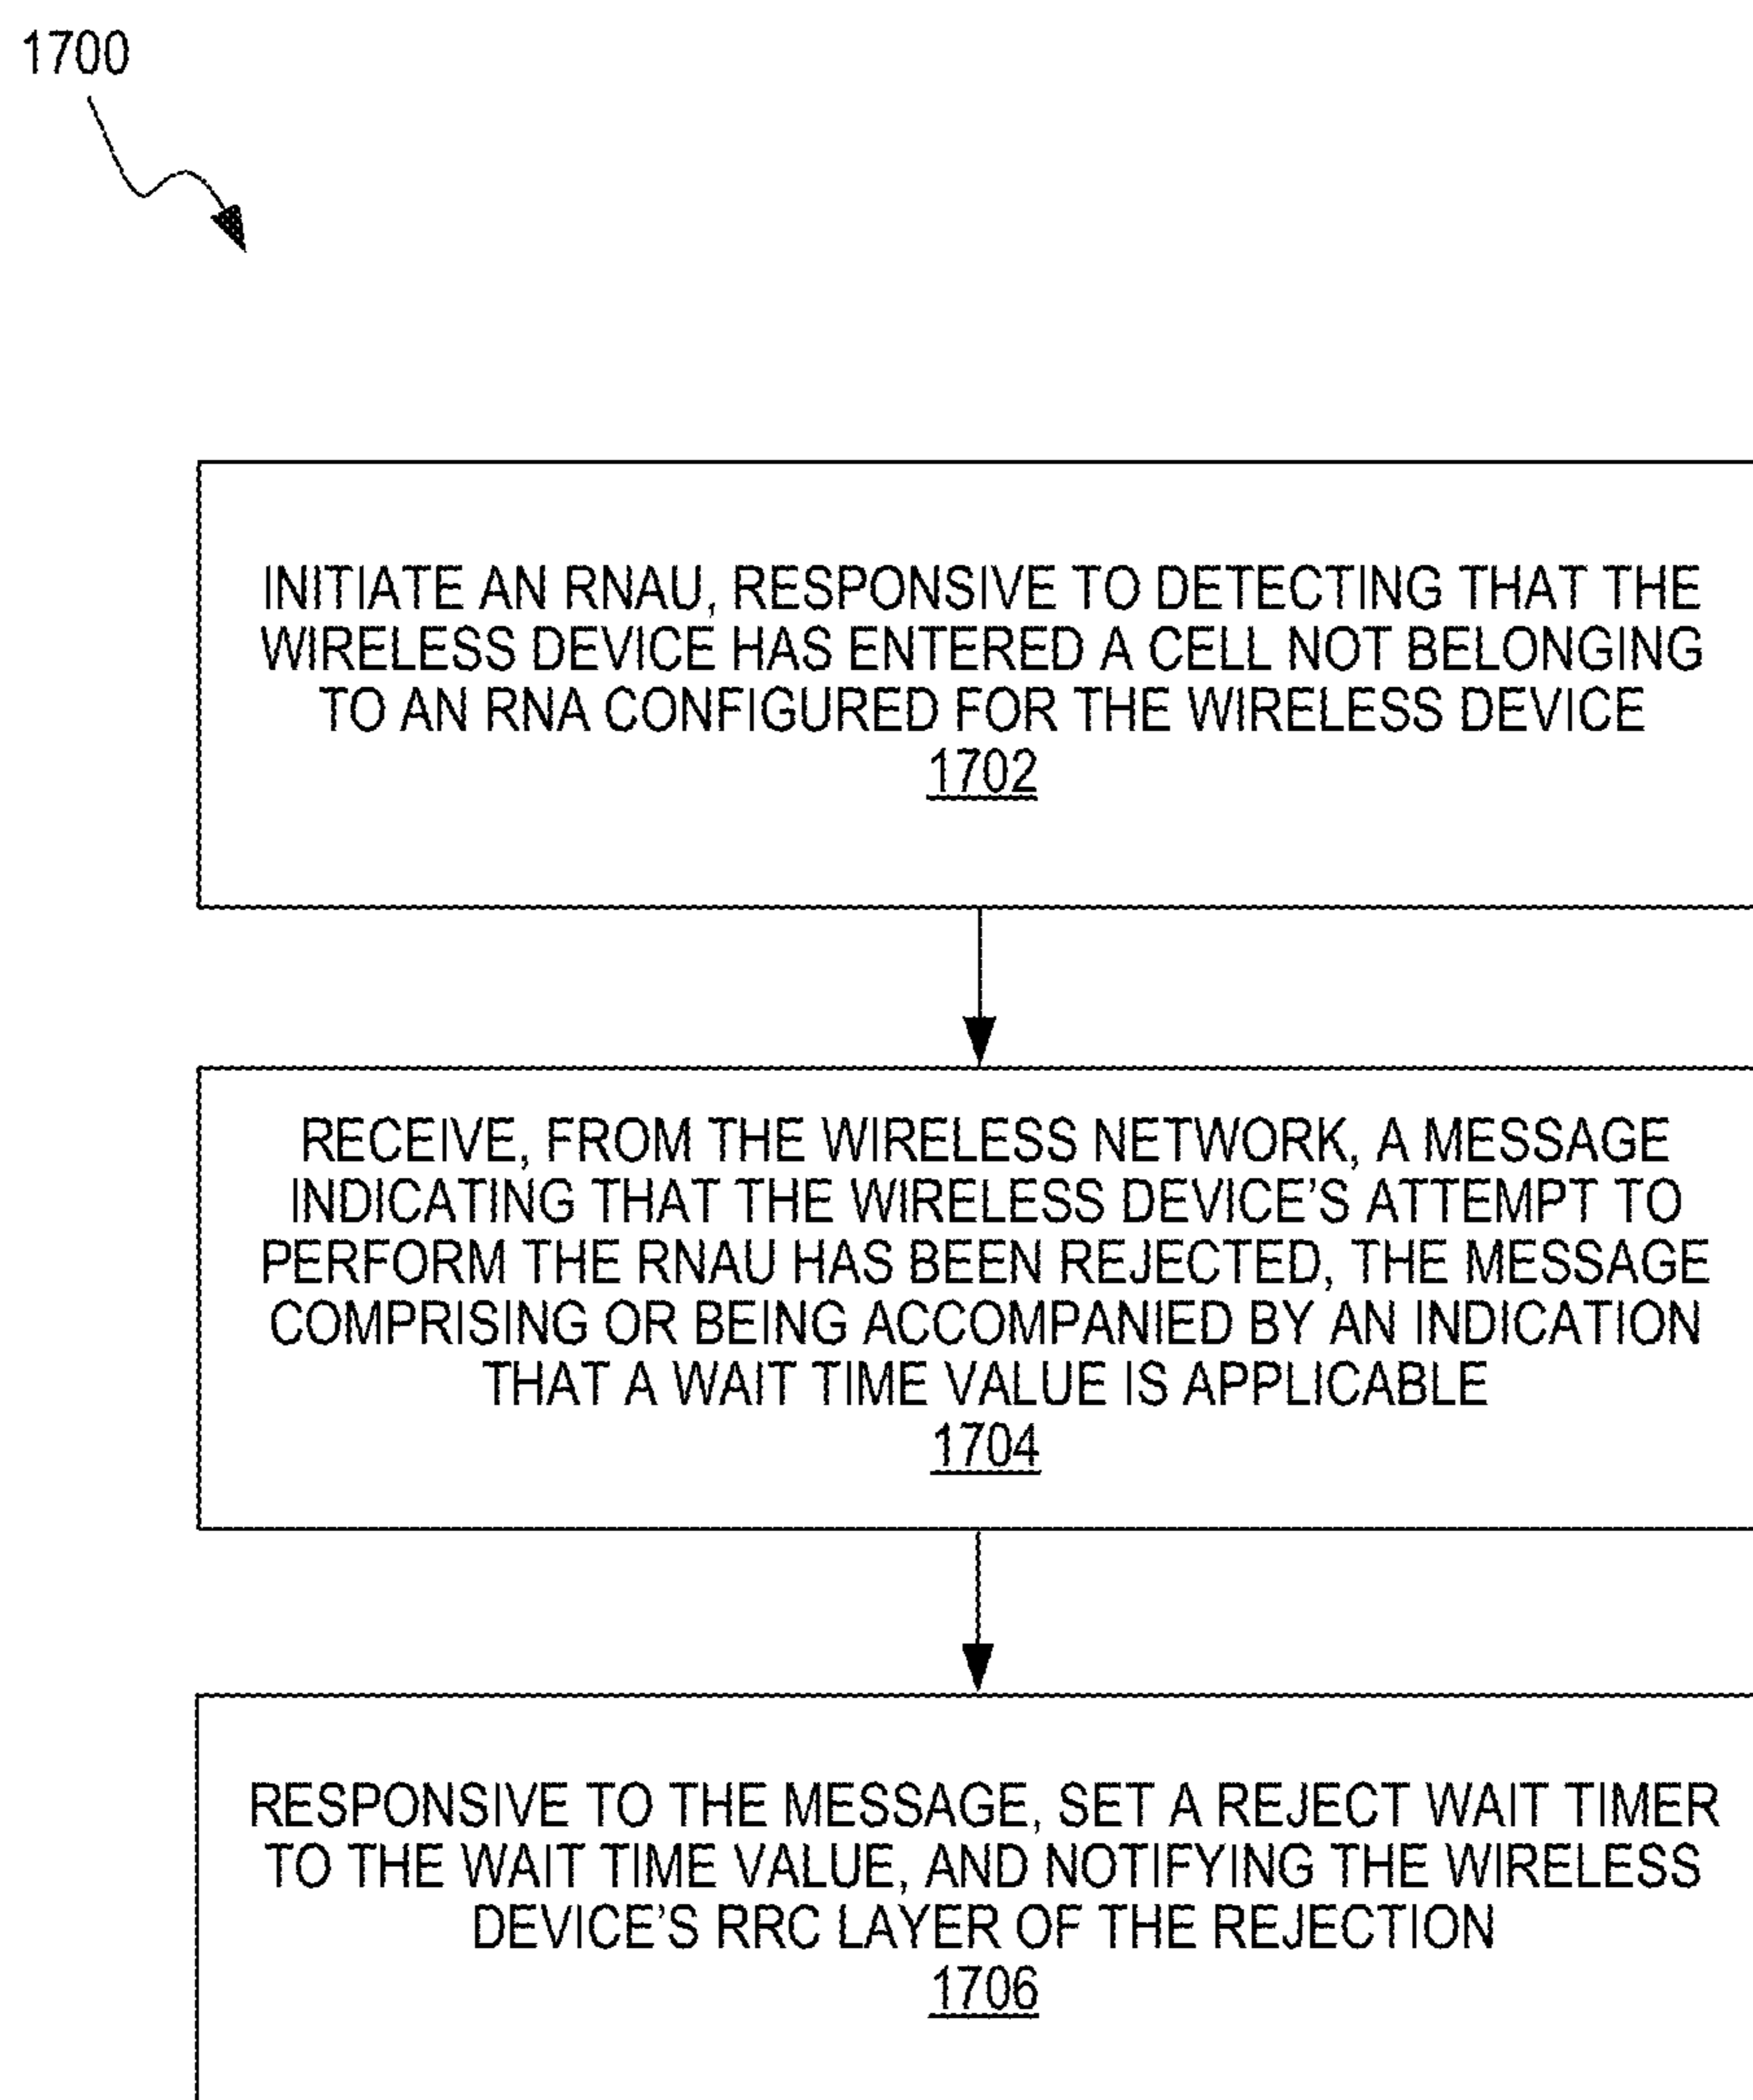 1700
INITIATE AN RNAU, RESPONSIVE TO DETECTING THAT THE
WIRELESS DEVICE HAS ENTERED A CELL NOT BELONGING
TO AN RNA CONFIGURED FOR THE WIRELESS DEVICE
1702
RECEIVE, FROM THE WIRELESS NETWORK, A MESSAGE
INDICATING THAT THE WIRELESS DEVICE'S ATTEMPT TO
PERFORM THE RNAU HAS BEEN REJECTED, THE MESSAGE
COMPRISING OR BEING ACCOMPANIED BY AN INDICATION
THAT A WAIT TIME VALUE IS APPLICABLE
1704
RESPONSIVE TO THE MESSAGE, SET A REJECT WAIT TIMER
TO THE WAIT TIME VALUE, AND NOTIFYING THE WIRELESS
DEVICE'S RRC LAYER OF THE REJECTION
1706